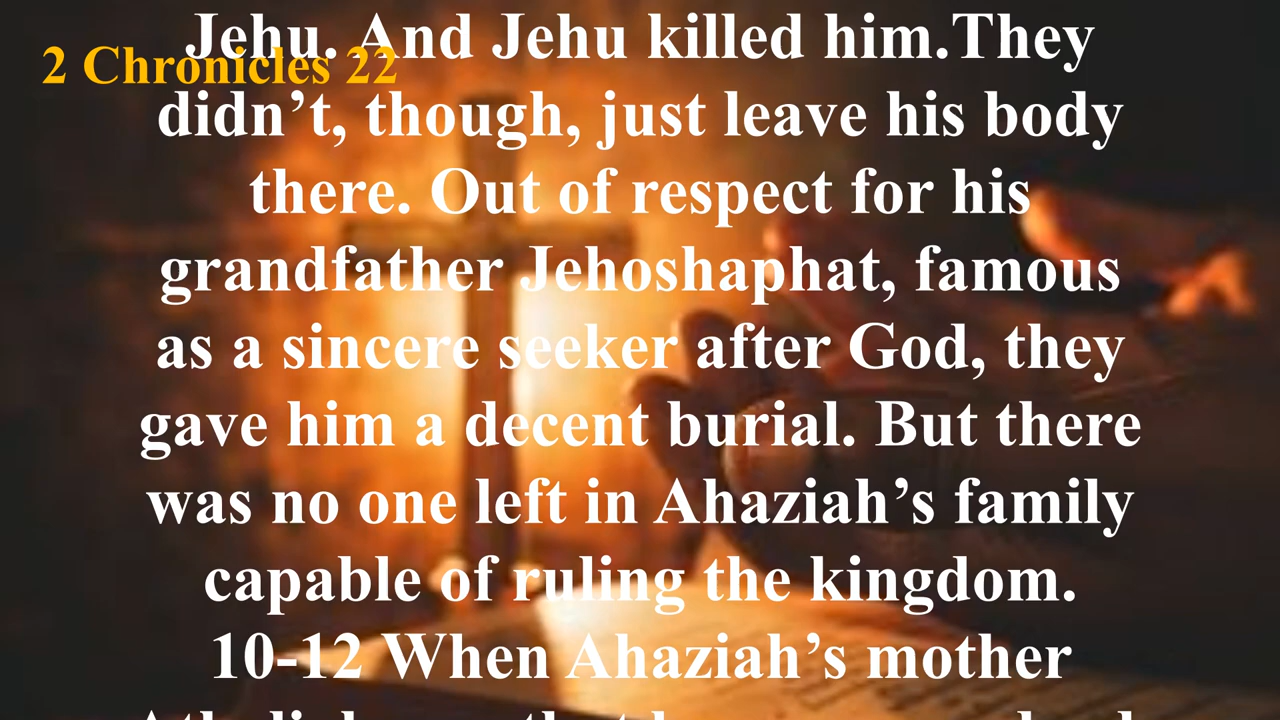 Jehu. And Jehu killed him.They
2 Chronicles 22
didn’t, though, just leave his body
there. Out of respect for his
grandfather Jehoshaphat, famous
as a sincere seeker after God, they
gave him a decent burial. But there
was no one left in Ahaziah’s family
capable of ruling the kingdom.
10-12 When Ahaziah’s mother